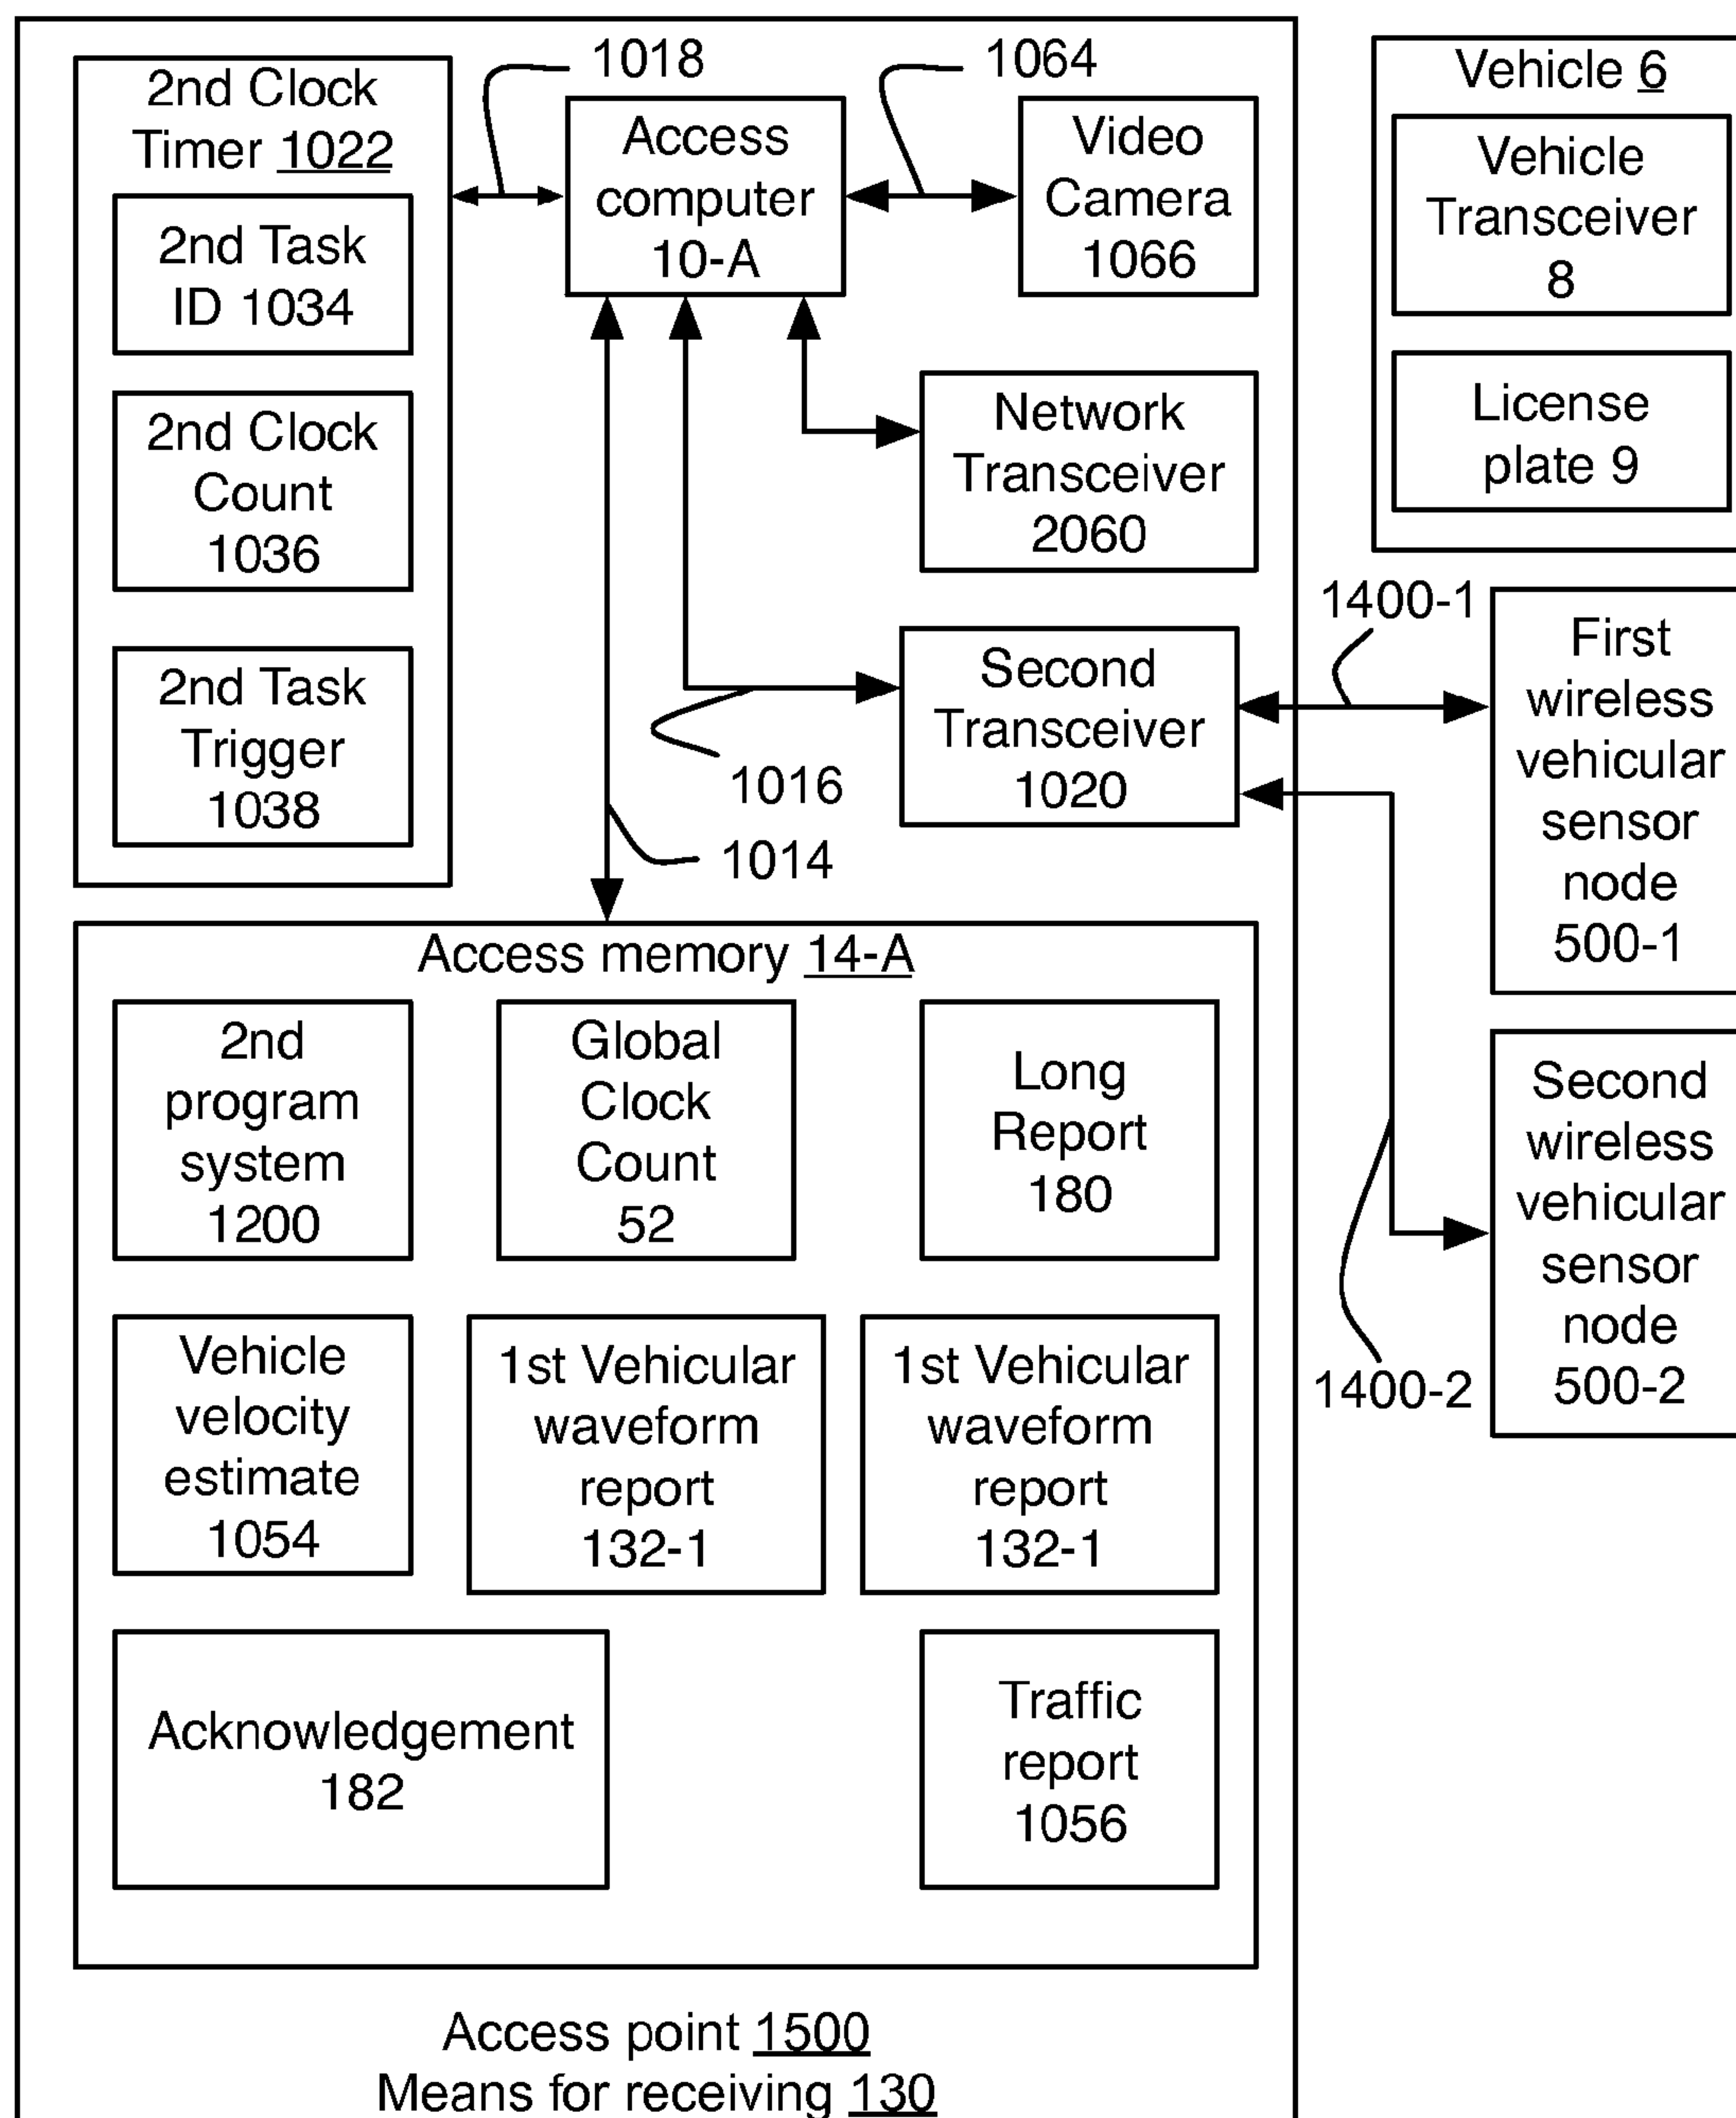 2nd Clock
Timer 1022
2nd Task
ID 1034
2nd Clock
Count
1036
2nd Task
Trigger
1038
1018
Access
computer
10-A
1064
Video
Camera
1066
Network
Transceiver
2060
Second
Transceiver
1020
1016
1014
Vehicle 6
Vehicle
Transceiver
8
License
plate 9
1400-1
First
wireless
vehicular
sensor
node
500-1
1400-2
Second
wireless
vehicular
sensor
node
500-2
Access memory 14-A
2nd
program
system
1200
Global
Clock
Count
52
Long
Report
180
Vehicle
velocity
estimate
1054
1st Vehicular
waveform
report
132-1
1st Vehicular
waveform
report
132-1
Acknowledgement
182
Traffic
report
1056
Access point 1500
Means for receiving 130